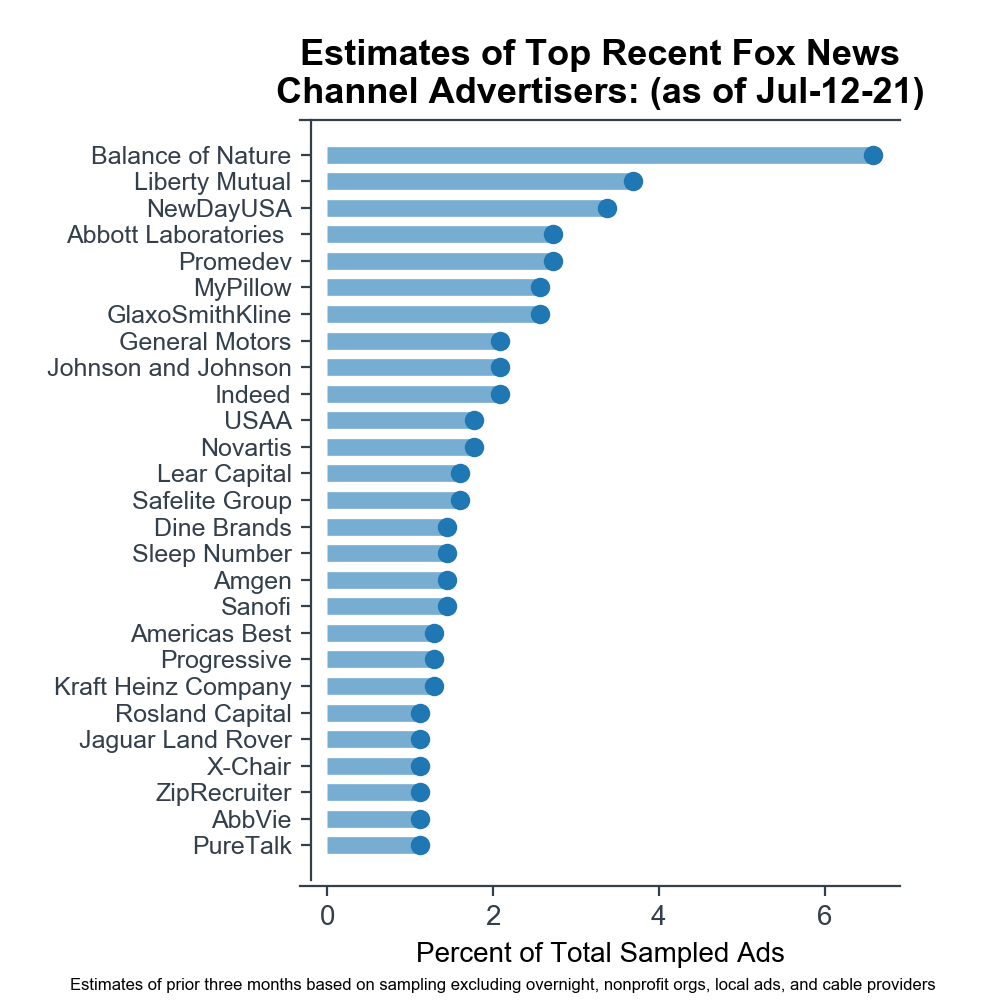 Estimates of Top Recent Fox News
Channel Advertisers: (as of Jul-12-21)
Balance of Nature
Liberty Mutual
NewDayUSA
Abbott Laboratories
Promedev
MyPillow
GlaxoSmithKline
General Motors
Johnson and Johnson
Indeed
USAA
Novartis
Lear Capital
Safelite Group
Dine Brands
Sleep Number
Amgen
Sanofi
Americas Best
Progressive
Kraft Heinz Company
Rosland Capital
Jaguar Land Rover
X-Chair
ZipRecruiter
AbbVie
PureTalk
0 2 4 6
Percent of Total Sampled Ads
Estimates of prior three months based on sampling excluding overnight, nonprofit orgs, local ads, and cable providers